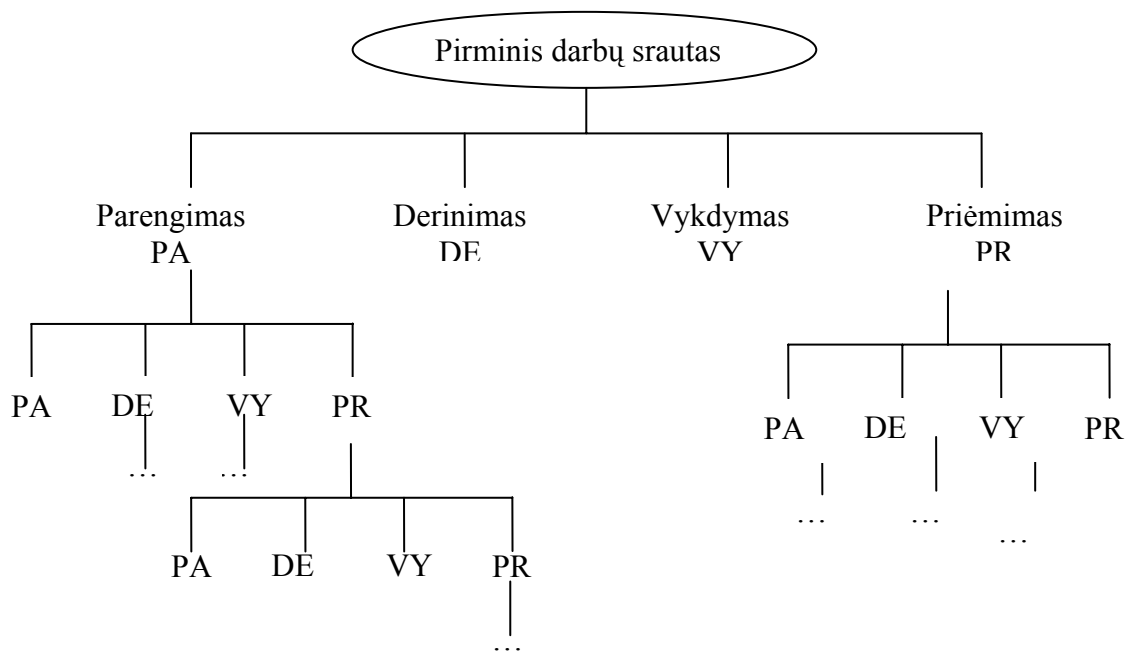 Pirminis darbų srautas
Parengimas Derinimas Vykdymas Priėmimas
PA DE VY PR
PA DE VY PR
PA DE VY PR
… …
… … …
PA DE VY PR
…